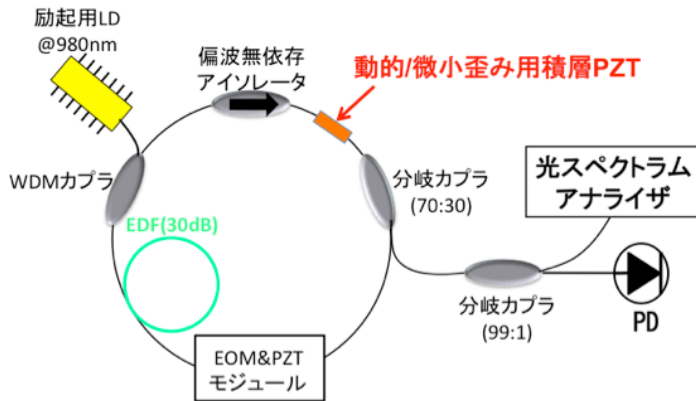 励起用LD
@980nm
偏波無依存
アイソレータ
動的/微小歪み用積層PZT
WDMカプラ
分岐カプラ
(70:30)
光スペクトラム
アナライザ
EDF(30dB)
分岐カプラ
(99:1)
PD
EOM&PZT
モジュール